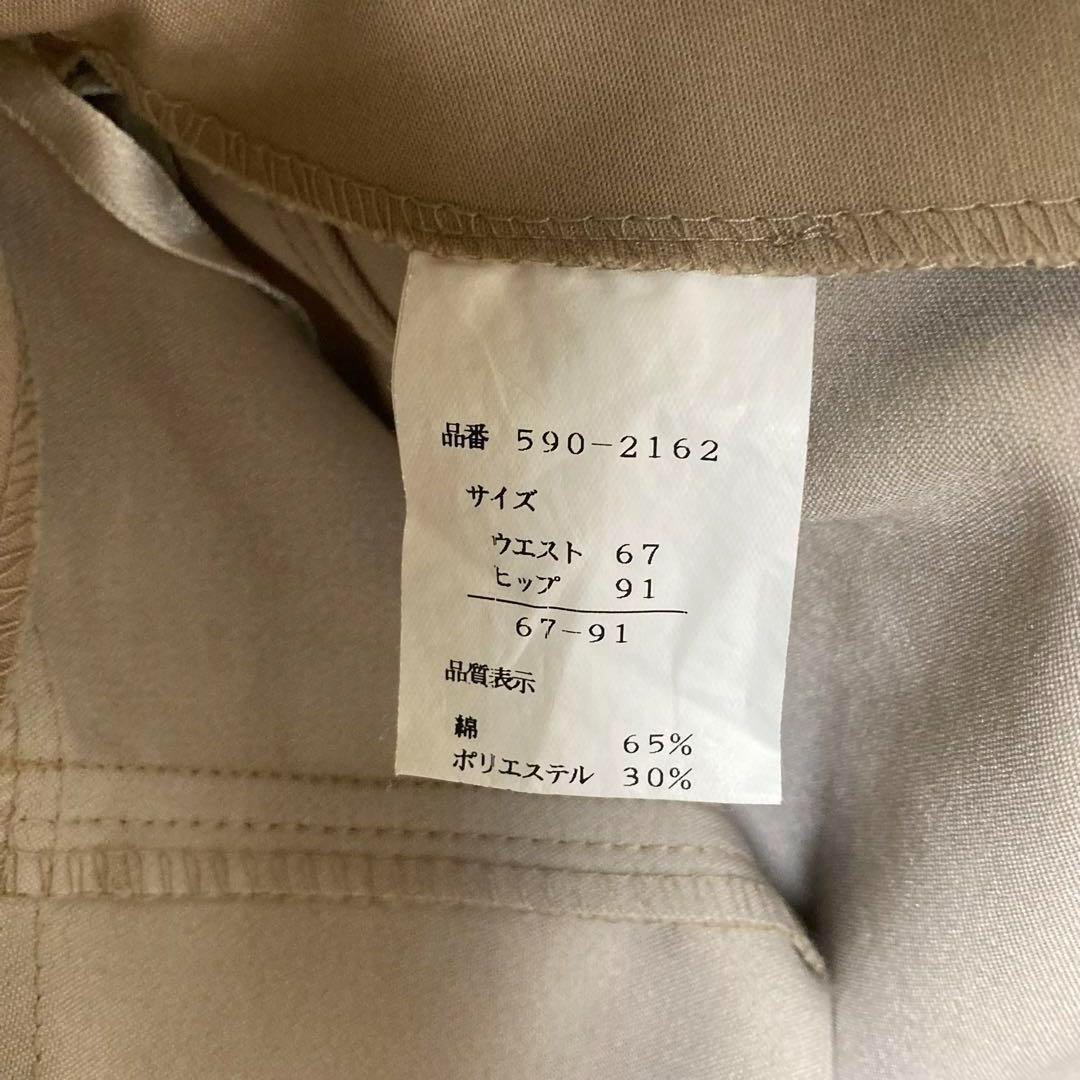 品番 590-2162
サイズ
ウエスト 67
ヒップ 91
67-91
品質表示
綿 65%
ポリエステル 30%